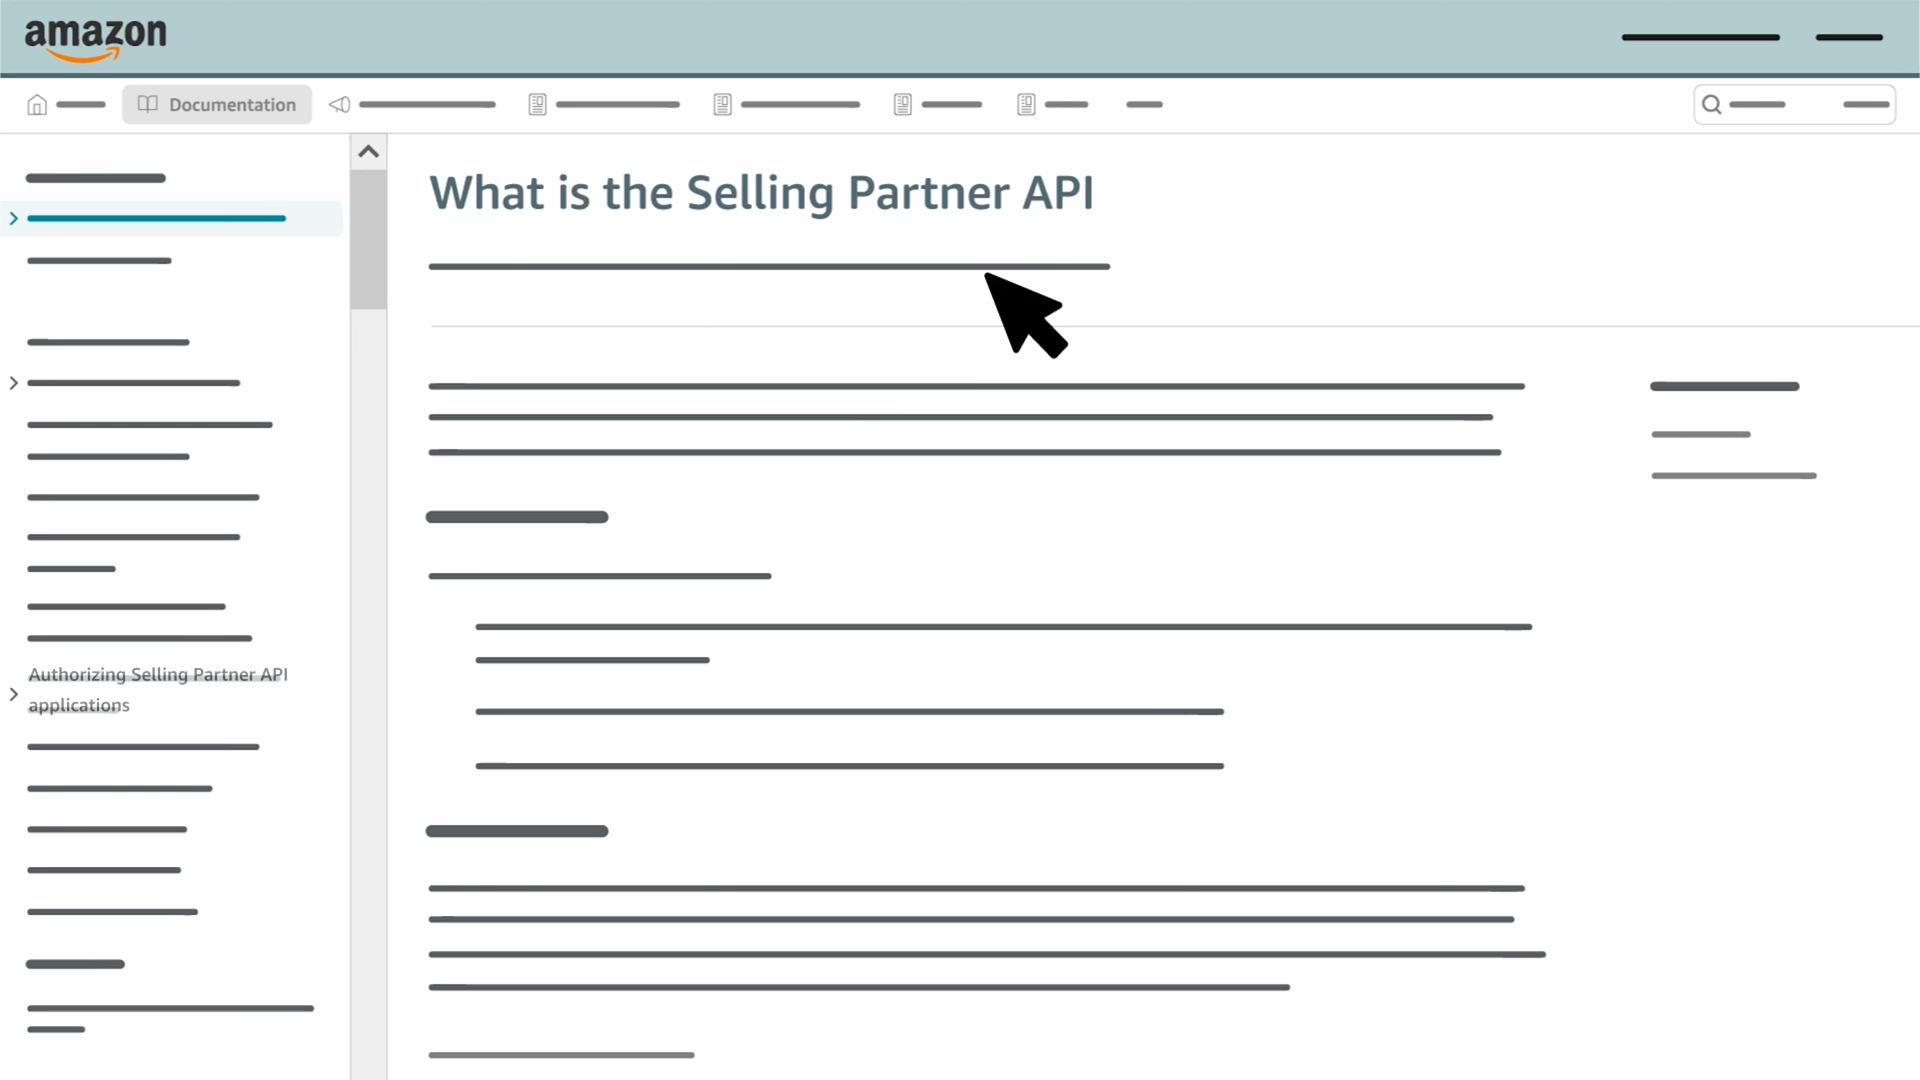 amazon
Documentation
What is the Selling Partner API
Authorizing Selling Partner API
applications